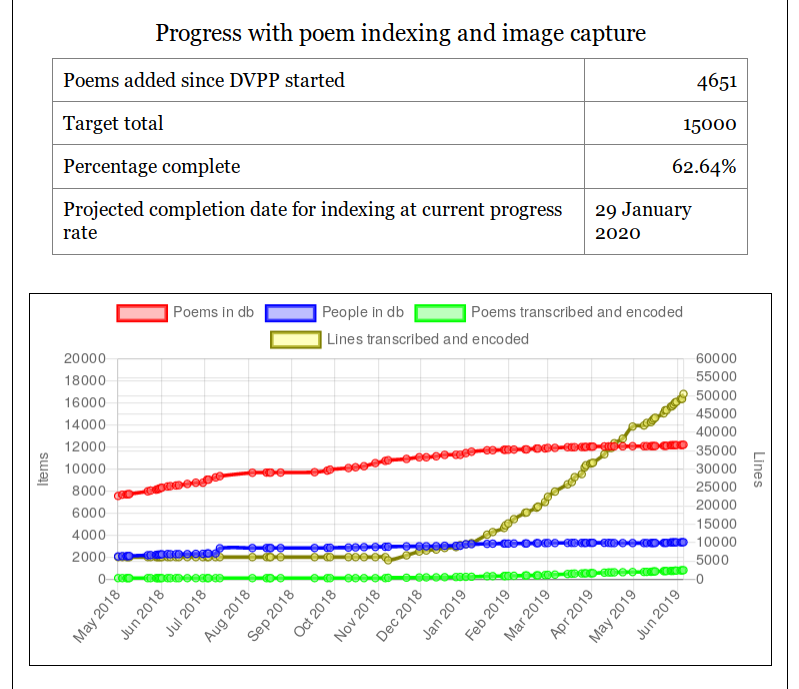 Progress with poem indexing and image capture
Poems added since DVPP started 4651
Target total 15000
Percentage complete 62.64%
Projected completion date for indexing at current progress rate 29 January 2020
Poems in db People in db Poems transcribed and encoded
Lines transcribed and encoded
20000 60000
18000 55000
16000 50000
14000 45000
12000 40000
10000 35000
8000 30000
6000 25000
4000 20000
2000 15000
0 10000
5000
0
Items
Lines
May 2018 Jun 2018 Jul 2018 Aug 2018 Sep 2018 Oct 2018 Nov 2018 Dec 2018 Jan 2019 Feb 2019 Mar 2019 Apr 2019 May 2019 Jun 2019